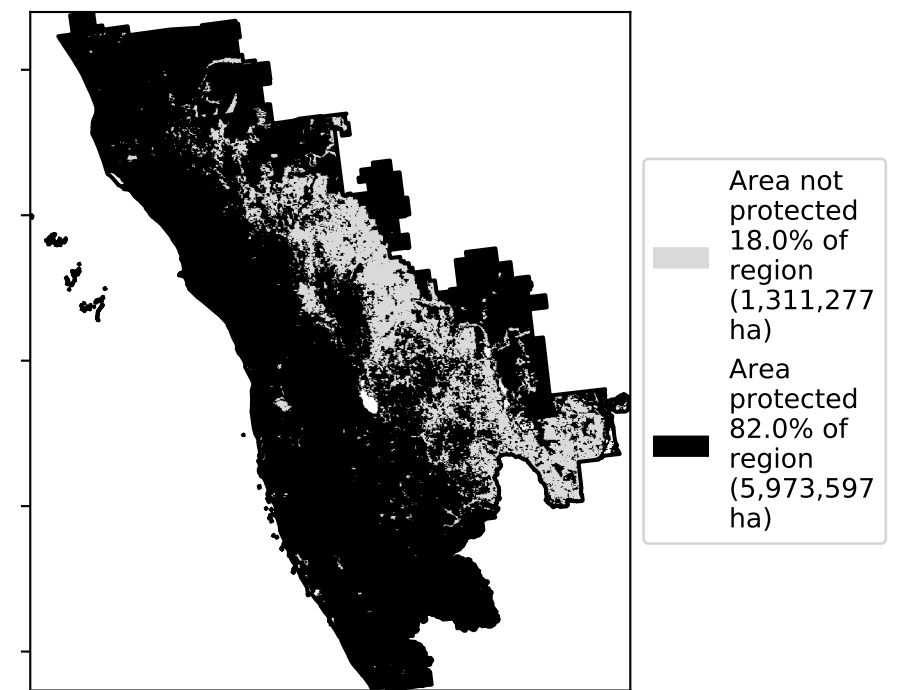 Area not
protected
18.0% of
region
(1,311,277
ha)
Area
protected
82.0% of
region
(5,973,597
ha)